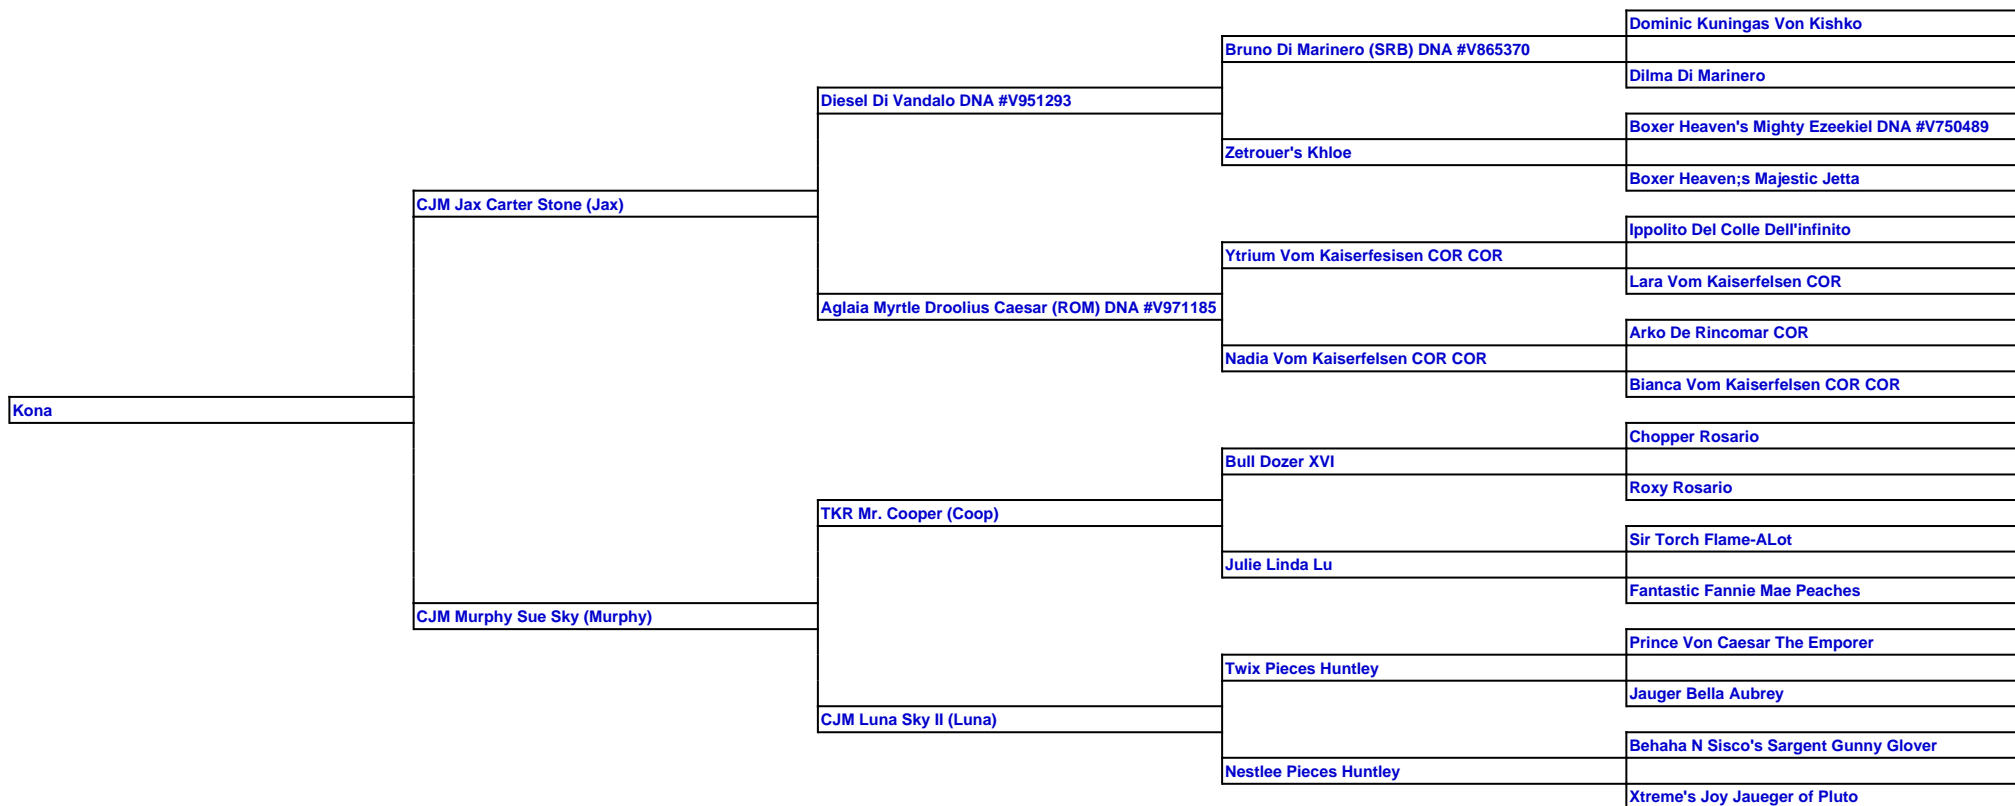 Dominic Kuningas Von Kishko
Bruno Di Marinero (SRB) DNA #V865370
Dilma Di Marinero
Diesel Di Vandalo DNA #V951293
Boxer Heaven's Mighty Ezeekiel DNA #V750489
Zetrouer's Khloe
Boxer Heaven;s Majestic Jetta
CJM Jax Carter Stone (Jax)
Ippolito Del Colle Dell'infinito
Ytrium Vom Kaiserfesisen COR COR
Lara Vom Kaiserfelsen COR
Aglaia Myrtle Droolius Caesar (ROM) DNA #V971185
Arko De Rincomar COR
Nadia Vom Kaiserfelsen COR COR
Bianca Vom Kaiserfelsen COR COR
Kona
Chopper Rosario
Bull Dozer XVI
Roxy Rosario
TKR Mr. Cooper (Coop)
Sir Torch Flame-ALot
Julie Linda Lu
Fantastic Fannie Mae Peaches
CJM Murphy Sue Sky (Murphy)
Prince Von Caesar The Emporer
Twix Pieces Huntley
Jauger Bella Aubrey
CJM Luna Sky II (Luna)
Behaha N Sisco's Sargent Gunny Glover
Nestlee Pieces Huntley
Xtreme's Joy Jaueger of Pluto